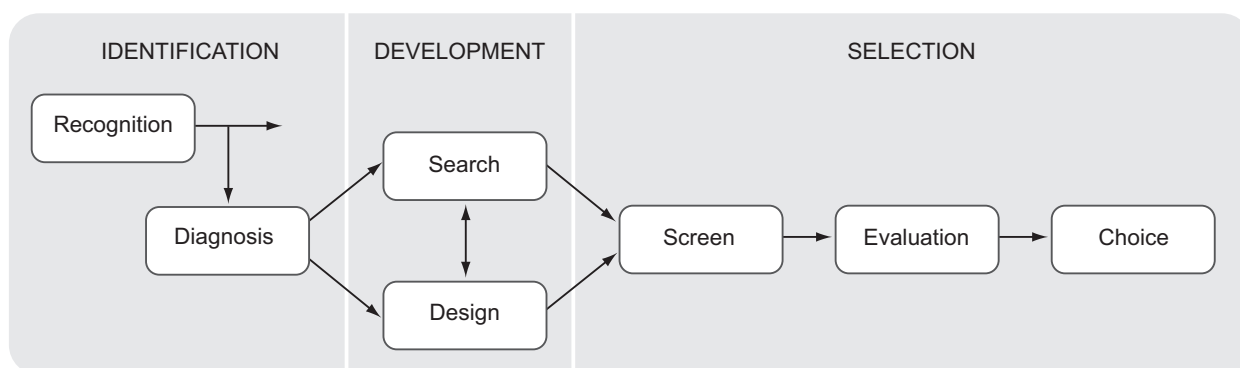 IDENTIFICATION
DEVELOPMENT
SELECTION
Recognition
Diagnosis
Search
Design
Screen
Evaluation
Choice